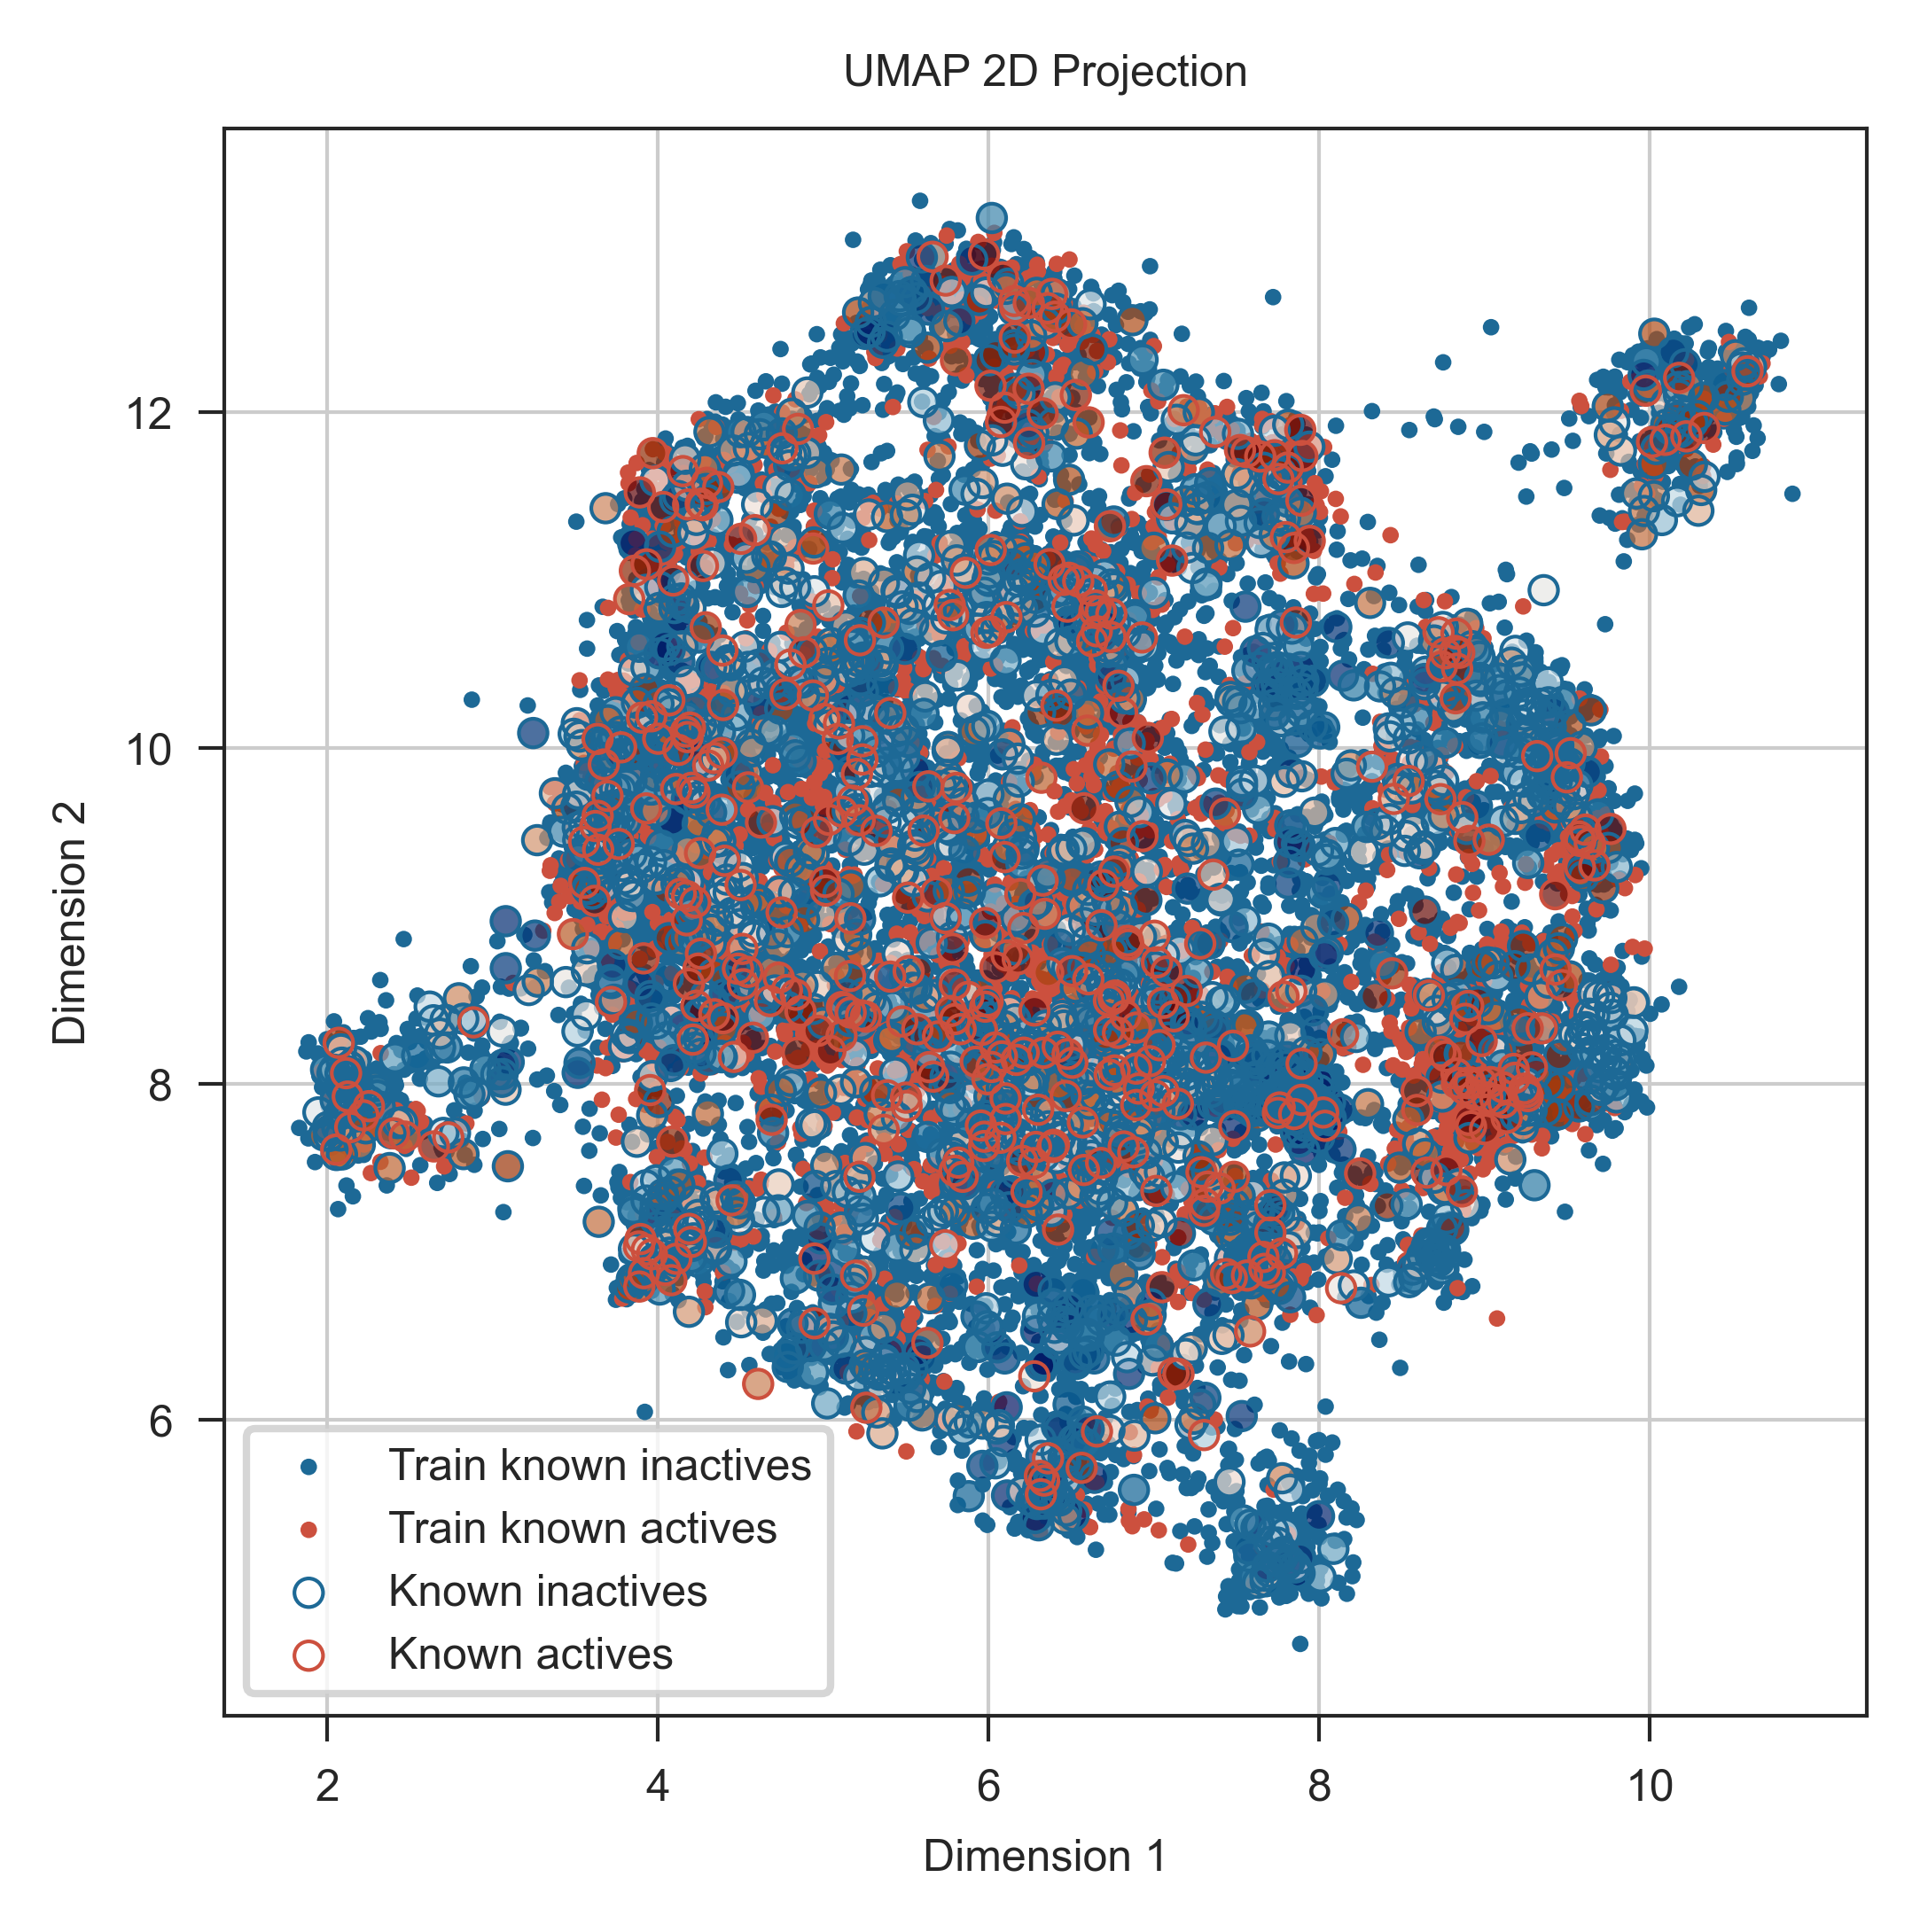 UMAP 2D Projection
12
10
8
6
Dimension 2
Train known inactives
Train known actives
Known inactives
Known actives
2
4
6
8
10
Dimension 1